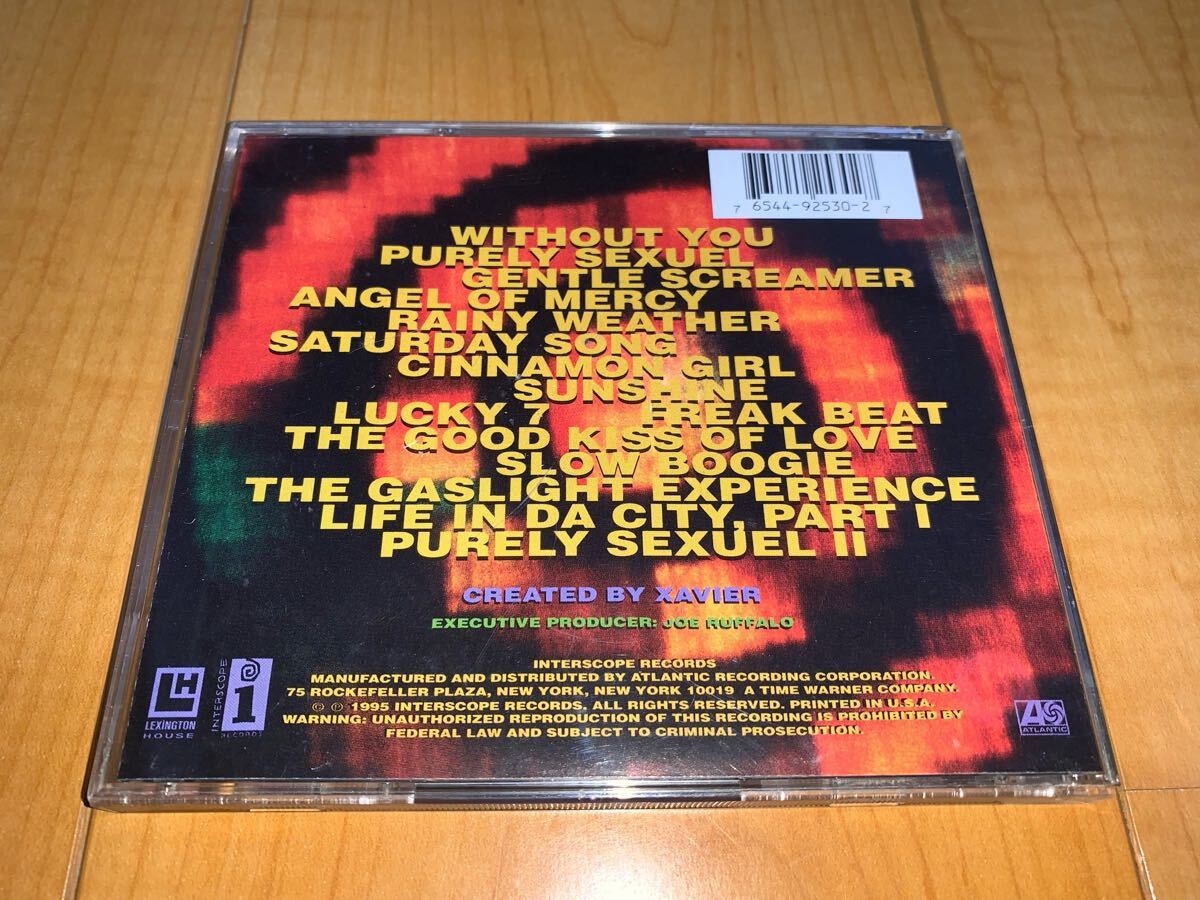 7 6544-92530-2 7
WITHOUT YOU
PURELY SEXUEL
GENTLE SCREAMER
ANGEL OF MERCY
RAINY WEATHER
SATURDAY SONG
CINNAMON GIRL
SUNSHINE
LUCKY 7 FREAK BEAT
THE GOOD KISS OF LOVE
SLOW BOOGIE
THE GASLIGHT EXPERIENCE
LIFE IN DA CITY, PART I
PURELY SEXUEL II
CREATED BY XAVIER
EXECUTIVE PRODUCER: JOE RUFFALO
INTERSCOPE RECORDS
MANUFACTURED AND DISTRIBUTED BY ATLANTIC RECORDING CORPORATION.
75 ROCKEFELLER PLAZA, NEW YORK, NEW YORK 10019 A TIME WARNER COMPANY.
© ℗ 1995 INTERSCOPE RECORDS. ALL RIGHTS RESERVED. PRINTED IN U.S.A.
WARNING: UNAUTHORIZED REPRODUCTION OF THIS RECORDING IS PROHIBITED BY
FEDERAL LAW AND SUBJECT TO CRIMINAL PROSECUTION.
LH
LEXINGTON
HOUSE
INTERSCOPE
i
RECORDS
A
ATLANTIC